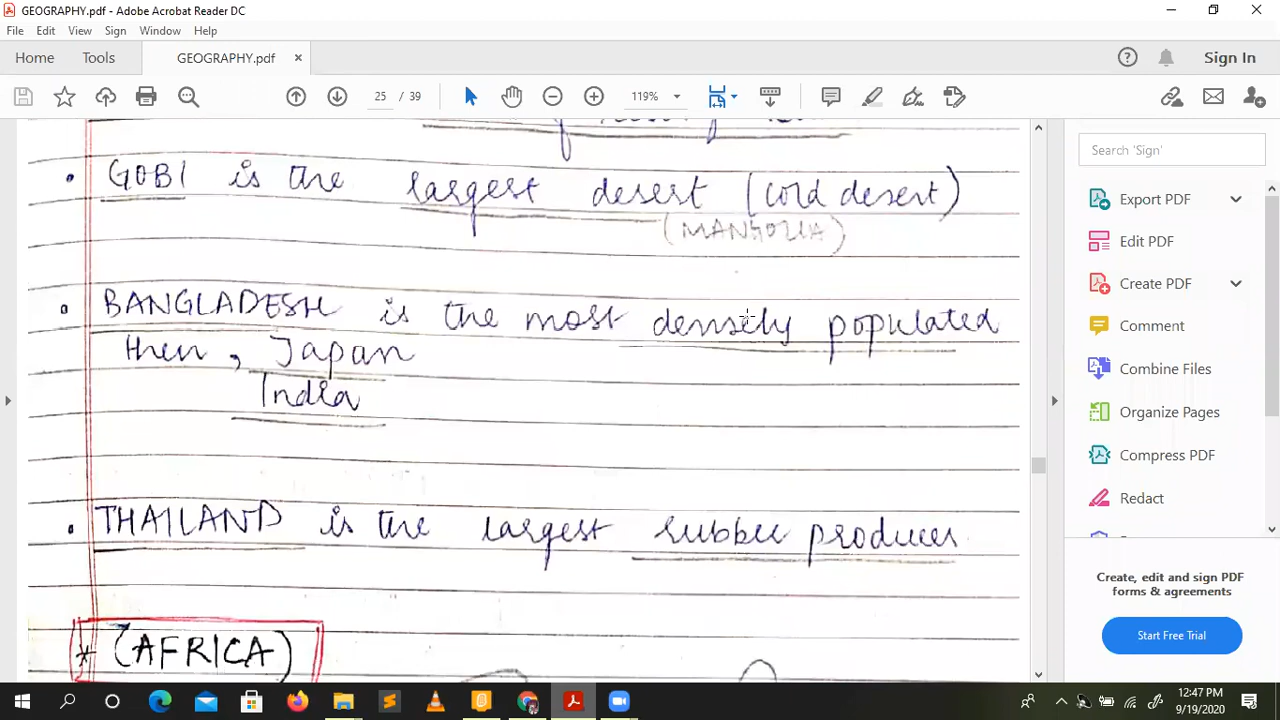 GEOGRAPHY.pdf - Adobe Acrobat Reader DC
File Edit View Sign Window Help
Home Tools GEOGRAPHY.pdf × Sign In
25 / 39 119%
• GOBI is the largest desert (cold desert)
(MANGOLIA)
BANGLADESH is the most densely populated
then, Japan
India
• THAILAND is the largest rubber producer
* (AFRICA)
Search 'Sign'
Export PDF
Edit PDF
Create PDF
Comment
Combine Files
Organize Pages
Compress PDF
Redact
Create, edit and sign PDF
forms & agreements
Start Free Trial
12:47 PM
9/19/2020